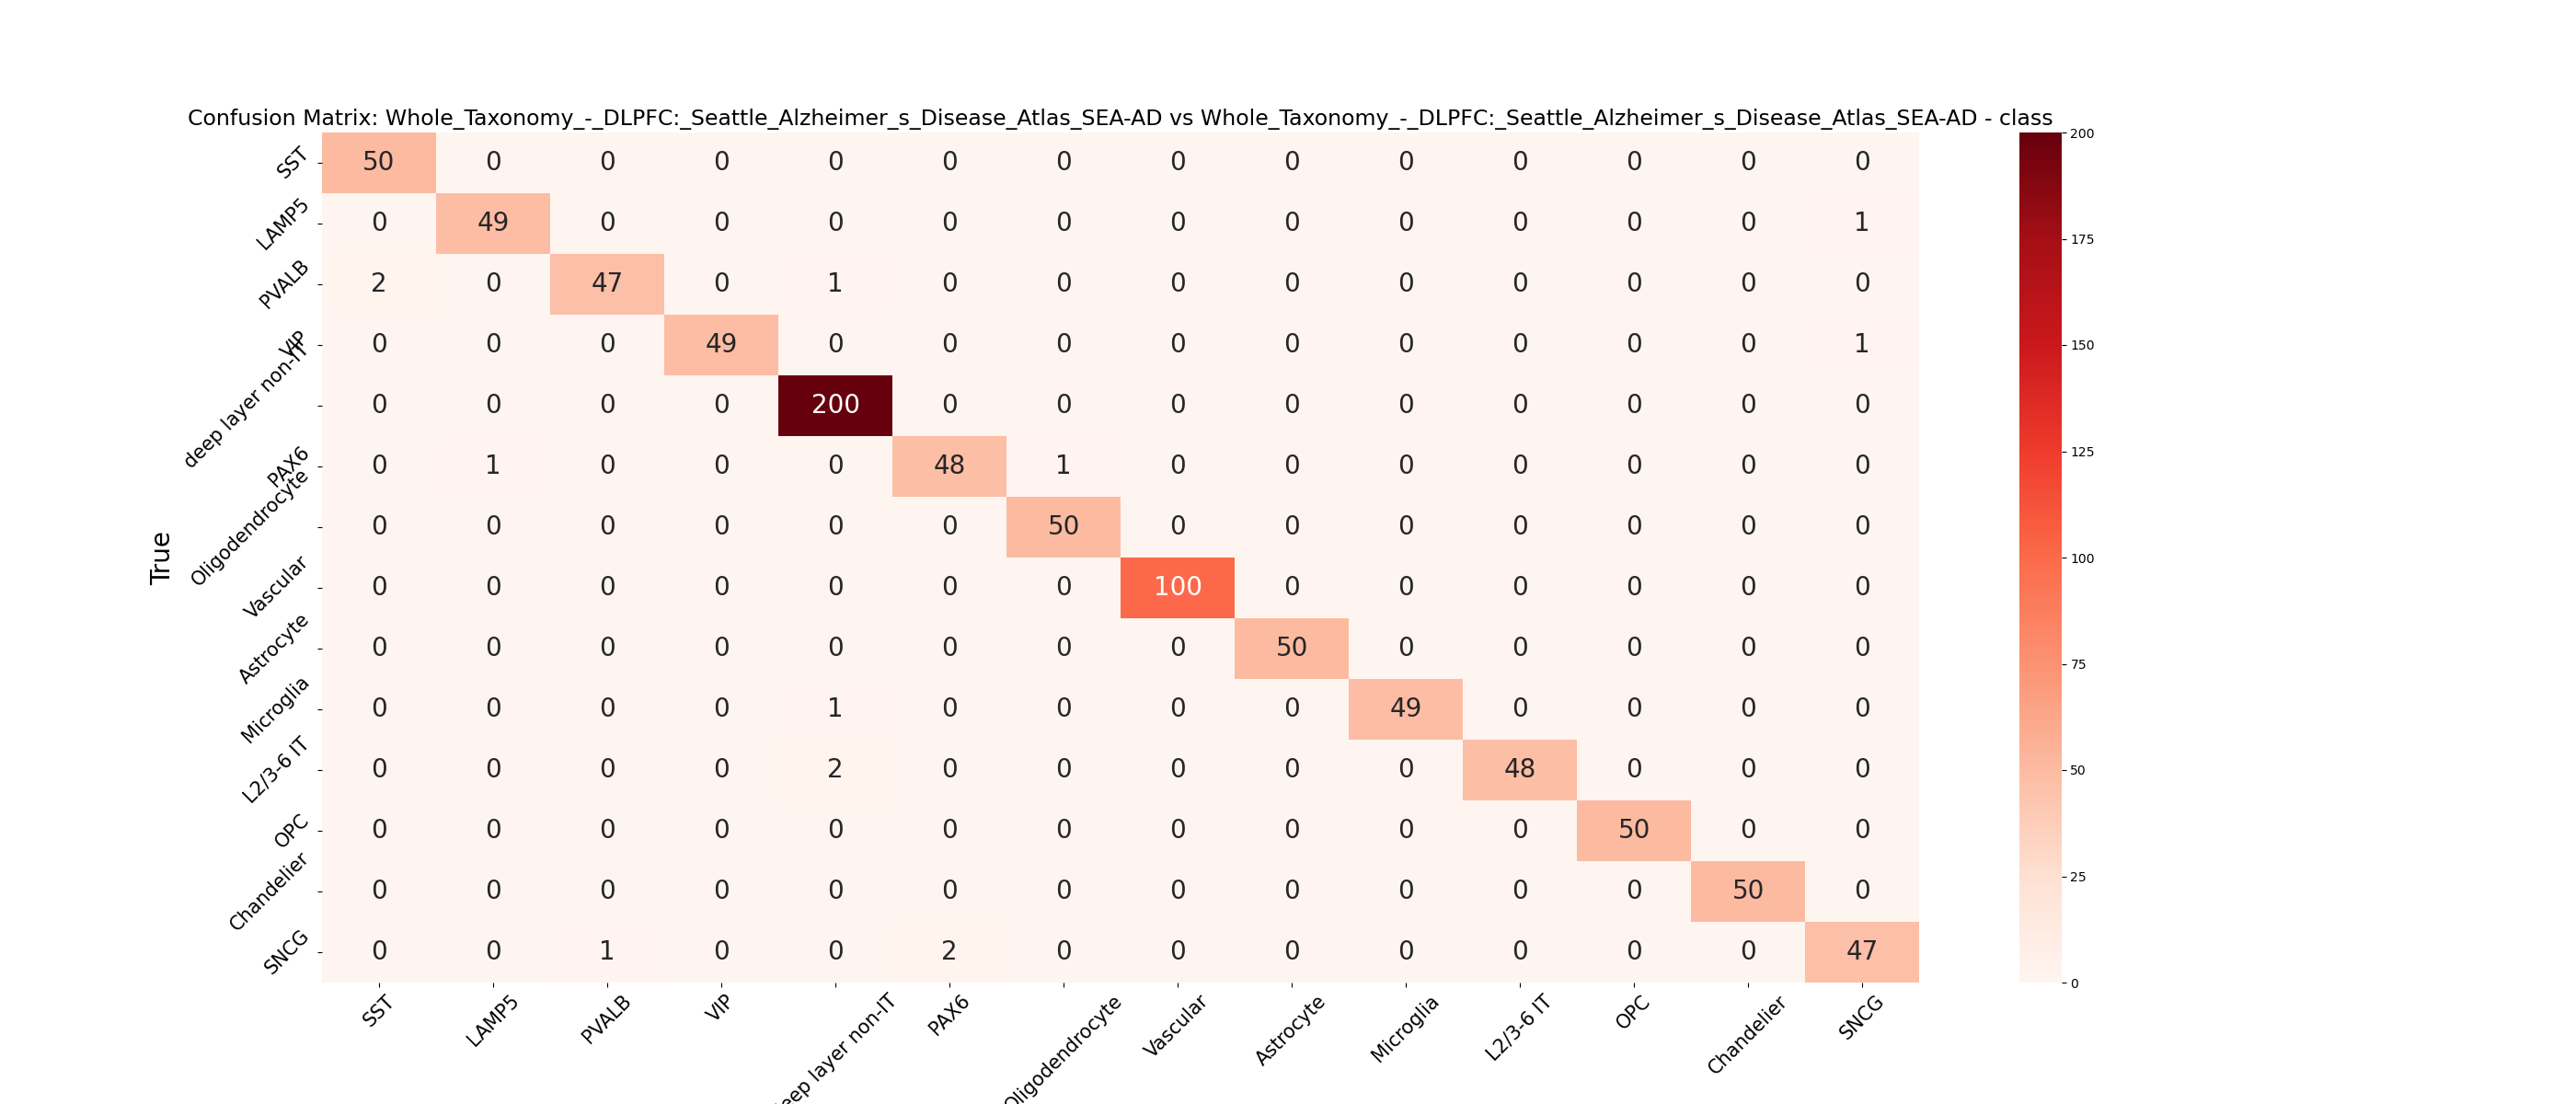 Confusion Matrix: Whole_Taxonomy_-_DLPFC:_Seattle_Alzheimer_s_Disease_Atlas_SEA-AD vs Whole_Taxonomy_-_DLPFC:_Seattle_Alzheimer_s_Disease_Atlas_SEA-AD - class
SST 50 0 0 0 0 0 0 0 0 0 0 0 0 0
LAMP5 0 49 0 0 0 0 0 0 0 0 0 0 0 1
PVALB 2 0 47 0 1 0 0 0 0 0 0 0 0 0
VIP 0 0 0 49 0 0 0 0 0 0 0 0 0 1
deep layer non-IT 0 0 0 0 200 0 0 0 0 0 0 0 0 0
PAX6 0 1 0 0 0 48 1 0 0 0 0 0 0 0
Oligodendrocyte 0 0 0 0 0 0 50 0 0 0 0 0 0 0
Vascular 0 0 0 0 0 0 0 100 0 0 0 0 0 0
Astrocyte 0 0 0 0 0 0 0 0 50 0 0 0 0 0
Microglia 0 0 0 0 1 0 0 0 0 49 0 0 0 0
L2/3-6 IT 0 0 0 0 2 0 0 0 0 0 48 0 0 0
OPC 0 0 0 0 0 0 0 0 0 0 0 50 0 0
Chandelier 0 0 0 0 0 0 0 0 0 0 0 0 50 0
SNCG 0 0 1 0 0 2 0 0 0 0 0 0 0 47
True
SST LAMP5 PVALB VIP eep layer non-IT PAX6 Oligodendrocyte Vascular Astrocyte Microglia L2/3-6 IT OPC Chandelier SNCG
200
175
150
125
100
75
50
25
0